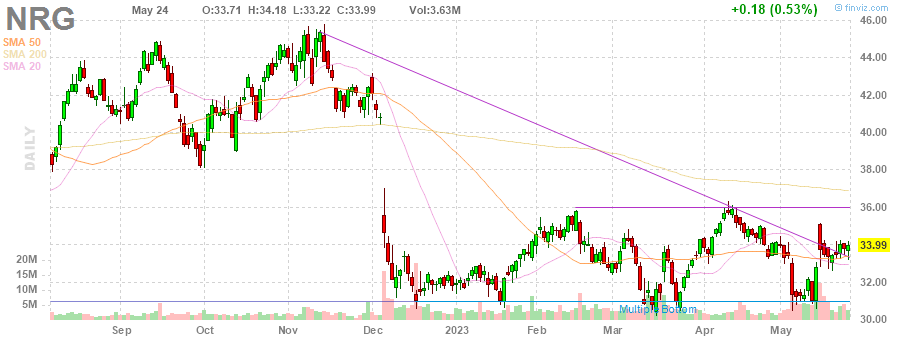 NRG May 24 O:33.71 H:34.18 L:33.22 C:33.99 Vol:3.63M +0.18 (0.53%) © finviz.com
SMA 50
SMA 200
SMA 20
DAILY
46.00
44.00
42.00
40.00
38.00
36.00
33.99
32.00
30.00
20M
15M
10M
5M
Multiple Bottom
Sep Oct Nov Dec 2023 Feb Mar Apr May